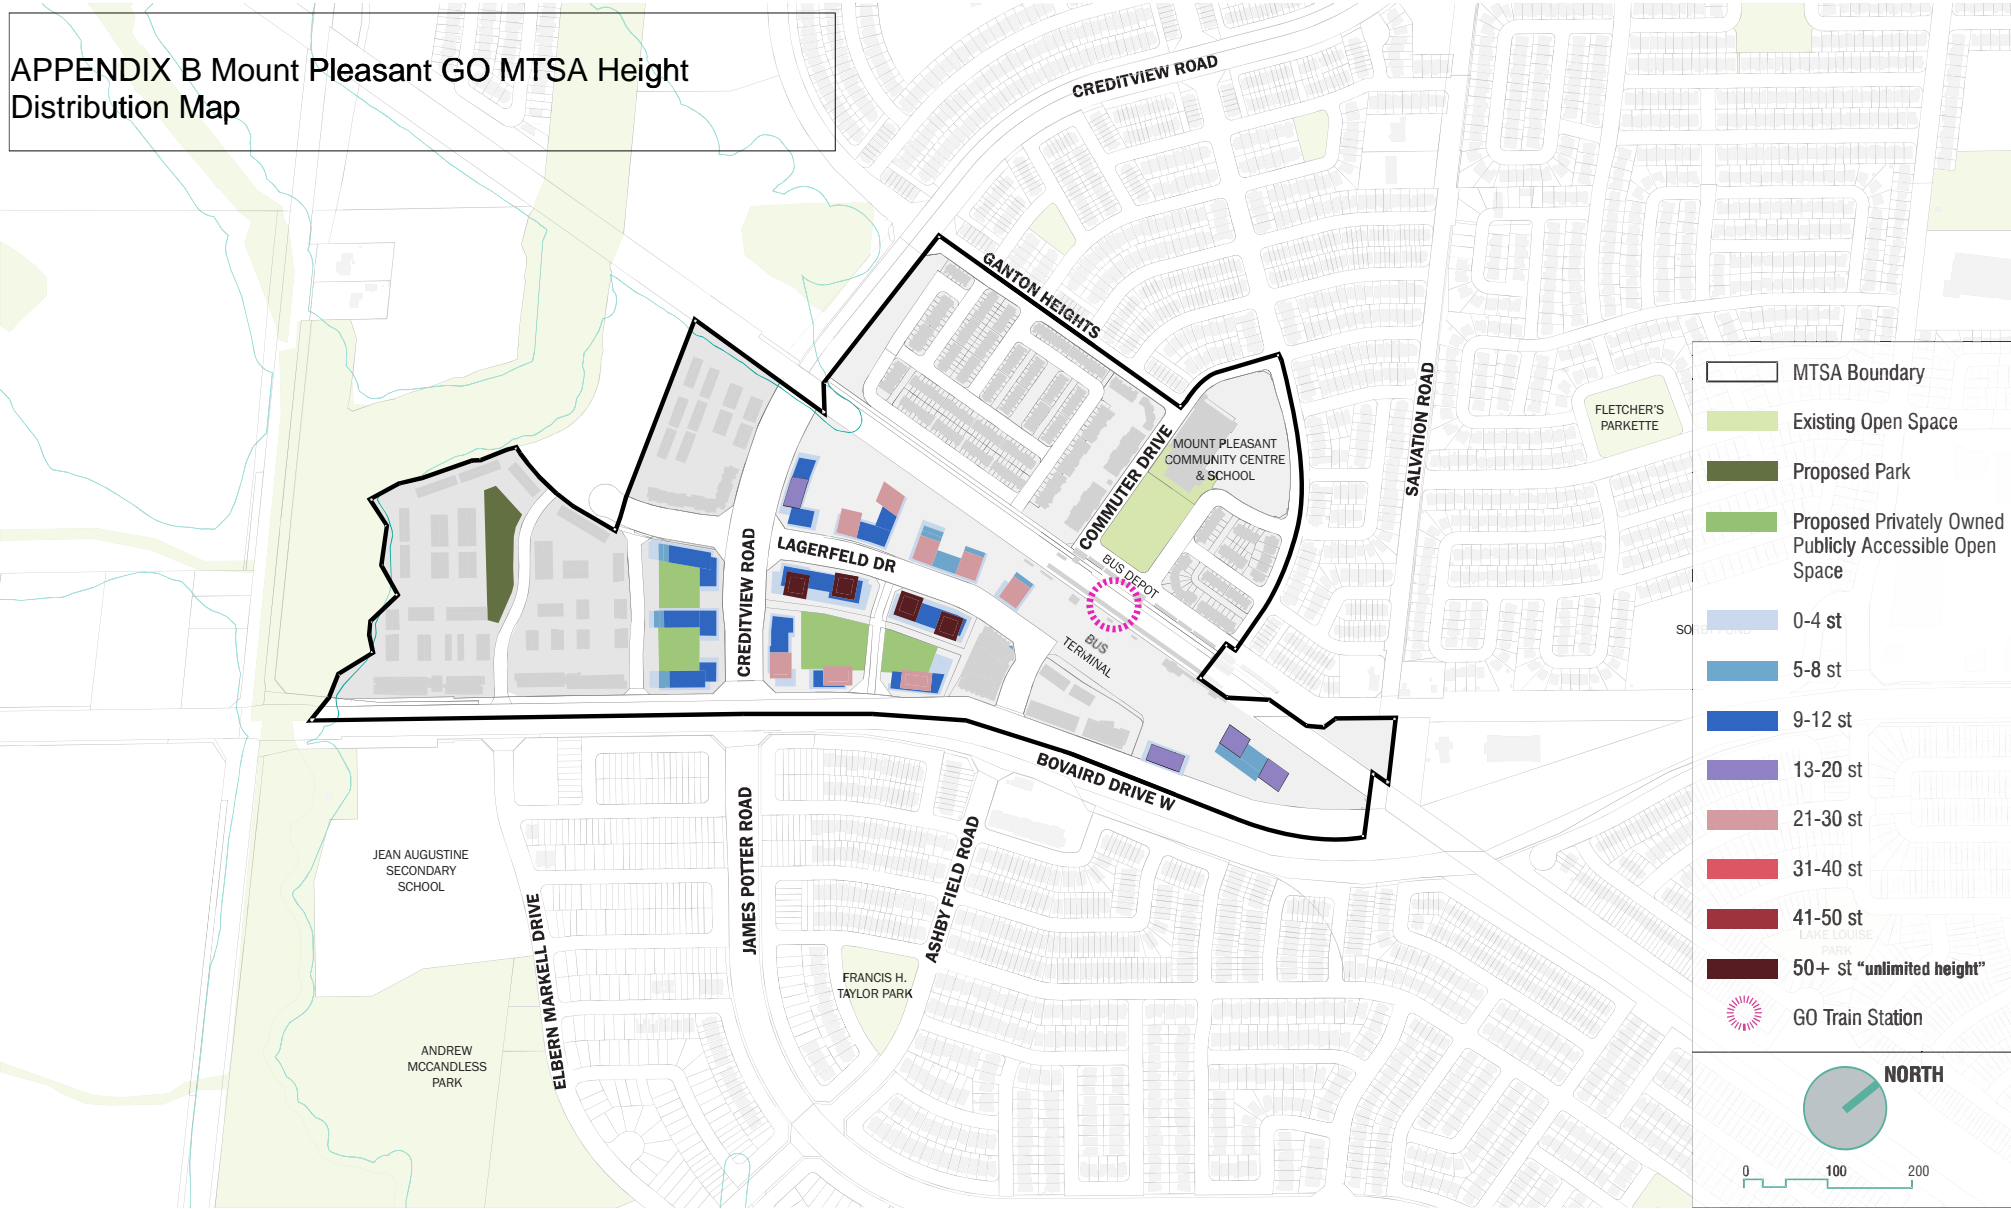 APPENDIX B Mount Pleasant GO MTSA Height
Distribution Map
CREDITVIEW ROAD
GANTON HEIGHTS
SALVATION ROAD
COMMUTER DRIVE
MOUNT PLEASANT
COMMUNITY CENTRE
& SCHOOL
FLETCHER'S
PARKETTE
LAGERFELD DR
CREDITVIEW ROAD
BUS DEPOT
BUS
TERMINAL
BOVAIRD DRIVE W
JAMES POTTER ROAD
ASHBY FIELD ROAD
ELBERN MARKELL DRIVE
JEAN AUGUSTINE
SECONDARY
SCHOOL
FRANCIS H.
TAYLOR PARK
ANDREW
MCCANDLESS
PARK
MTSA Boundary
Existing Open Space
Proposed Park
Proposed Privately Owned
Publicly Accessible Open
Space
0-4 st
5-8 st
9-12 st
13-20 st
21-30 st
31-40 st
41-50 st
LAKE LOUISE
PARK
50+ st “unlimited height”
GO Train Station
NORTH
0 100 200